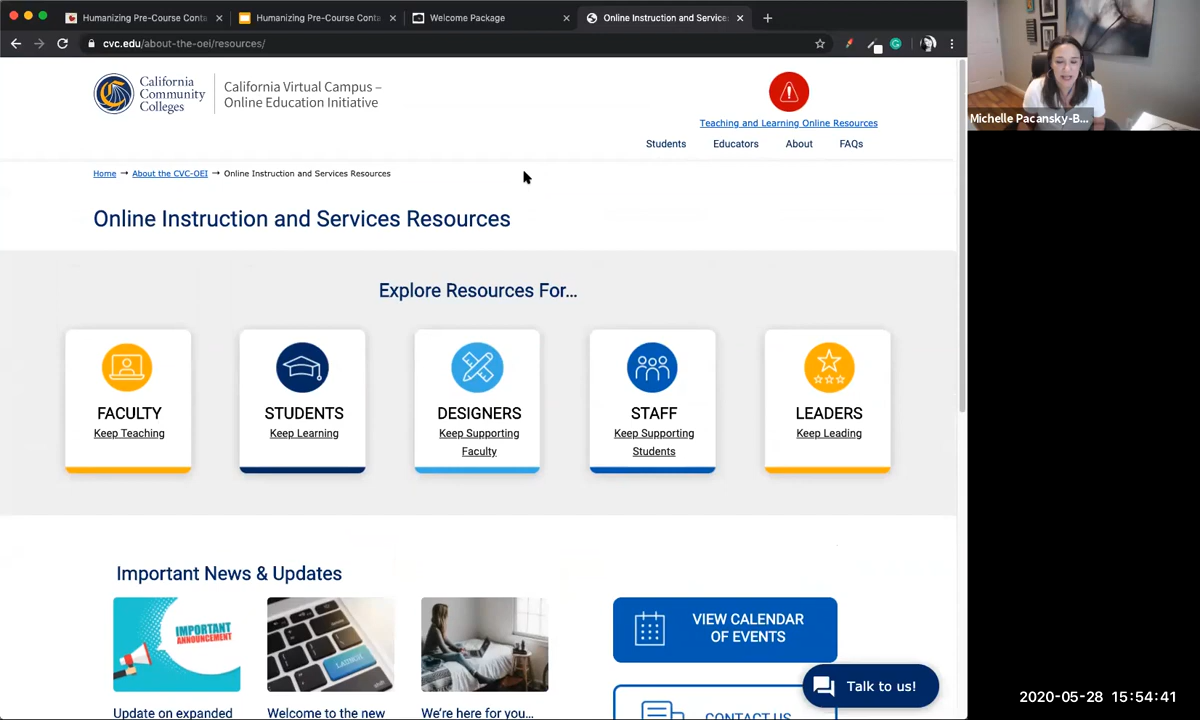 Humanizing Pre-Course Conta
Humanizing Pre-Course Conta
Welcome Package
Online Instruction and Service
cvc.edu/about-the-oei/resources/
California
Community
Colleges
California Virtual Campus –
Online Education Initiative
Teaching and Learning Online Resources
Students
Educators
About
FAQs
Michelle Pacansky-B...
Home → About the CVC-OEI → Online Instruction and Services Resources
Online Instruction and Services Resources
Explore Resources For...
FACULTY
Keep Teaching
STUDENTS
Keep Learning
DESIGNERS
Keep Supporting
Faculty
STAFF
Keep Supporting
Students
LEADERS
Keep Leading
Important News & Updates
IMPORTANT
ANNOUNCEMENT
LAUNCH
VIEW CALENDAR
OF EVENTS
Talk to us!
CONTACT US
Update on expanded
Welcome to the new
We're here for you...
2020-05-28 15:54:41